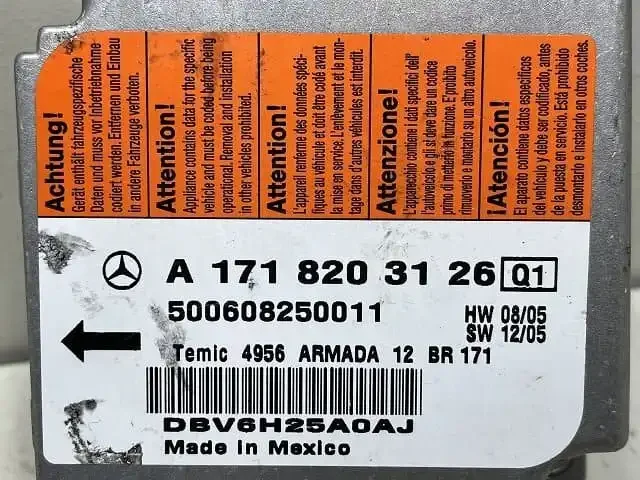 Achtung!
Gerät enthält fahrzeugspezifische
Daten und muss vor Inbetriebnahme
codiert werden. Entfernen und Einbau
in andere Fahrzeuge verboten.
Attention!
Appliance contains data for the specific
vehicle and must be coded before being
operational. Removal and installation
in other vehicles prohibited.
Attention!
L'appareil renferme des données spéci-
fiques au véhicule et doit être codé avant
la muse en service. L'enlèvement et le mon-
tage dans d'autres véhicules est interdit.
Attenzione!
L'apparecchio contiene i dati specifici dell'
autoveicolo e gli si deve dare un codice
primo di metterlo in funzione. E'probito
rimuoverlo e montarlo su un altro autoveicolo.
¡Atención!
El aparato contiene datos específicos
del vehículo y debe ser codificado, antes
de la puesta en servicio. Está prohibido
desmontarlo e instalarlo en otros coches.
A 171 820 31 26 Q1
500608250011
HW 08/05
SW 12/05
Temic 4956 ARMADA 12 BR 171
DBV6H25A0AJ
Made in Mexico